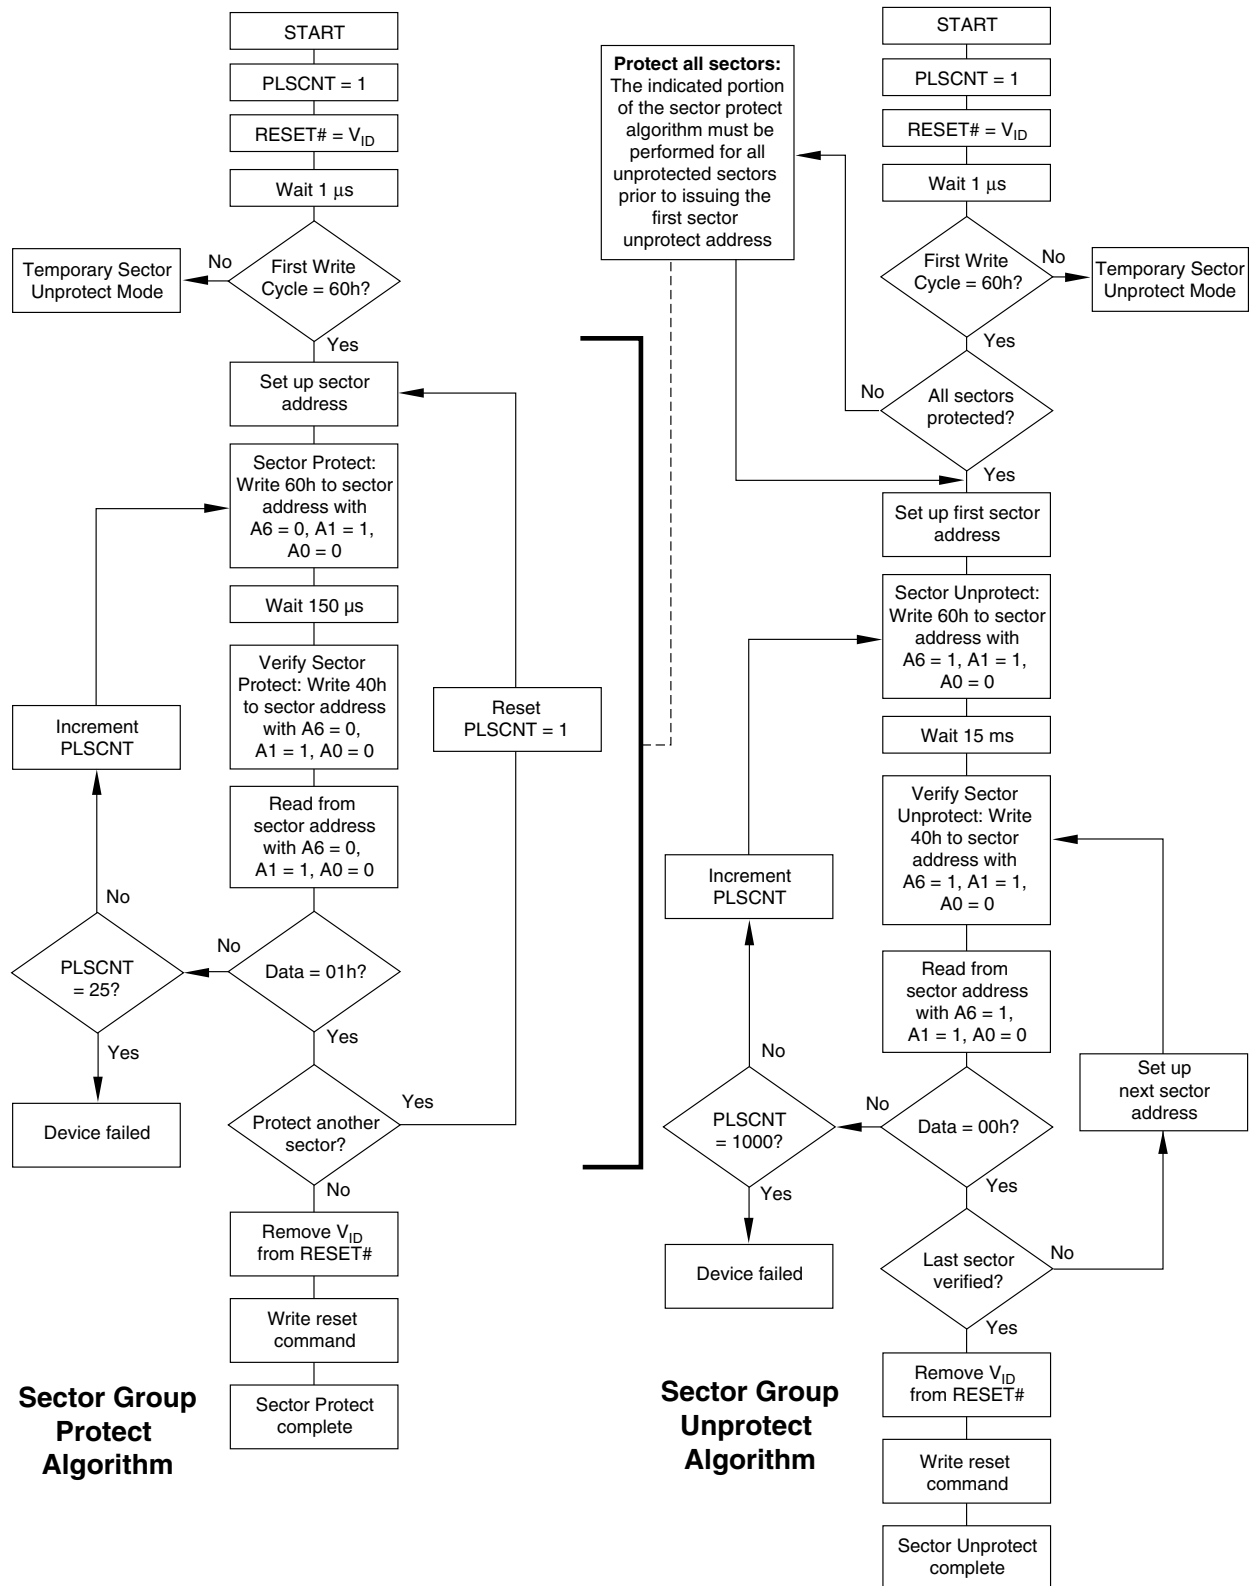 START
PLSCNT = 1
RESET# = VID
Wait 1 μs
First Write
Cycle = 60h?
No
Temporary Sector
Unprotect Mode
Yes
Set up sector
address
Sector Protect:
Write 60h to sector
address with
A6 = 0, A1 = 1,
A0 = 0
Wait 150 µs
Verify Sector
Protect: Write 40h
to sector address
with A6 = 0,
A1 = 1, A0 = 0
Reset
PLSCNT = 1
Increment
PLSCNT
Read from
sector address
with A6 = 0,
A1 = 1, A0 = 0
No
No
PLSCNT
= 25?
Data = 01h?
Yes
Yes
Device failed
Protect another
sector?
Yes
No
Remove VID
from RESET#
Write reset
command
Sector Protect
complete
Sector Group
Protect
Algorithm
Protect all sectors:
The indicated portion
of the sector protect
algorithm must be
performed for all
unprotected sectors
prior to issuing the
first sector
unprotect address
START
PLSCNT = 1
RESET# = VID
Wait 1 μs
First Write
Cycle = 60h?
No
Temporary Sector
Unprotect Mode
Yes
No
All sectors
protected?
Yes
Set up first sector
address
Sector Unprotect:
Write 60h to sector
address with
A6 = 1, A1 = 1,
A0 = 0
Wait 15 ms
Verify Sector
Unprotect: Write
40h to sector
address with
A6 = 1, A1 = 1,
A0 = 0
Increment
PLSCNT
Read from
sector address
with A6 = 1,
A1 = 1, A0 = 0
No
Set up
next sector
address
No
PLSCNT
= 1000?
Data = 00h?
Yes
Yes
Device failed
Last sector
verified?
No
Yes
Remove VID
from RESET#
Write reset
command
Sector Unprotect
complete
Sector Group
Unprotect
Algorithm